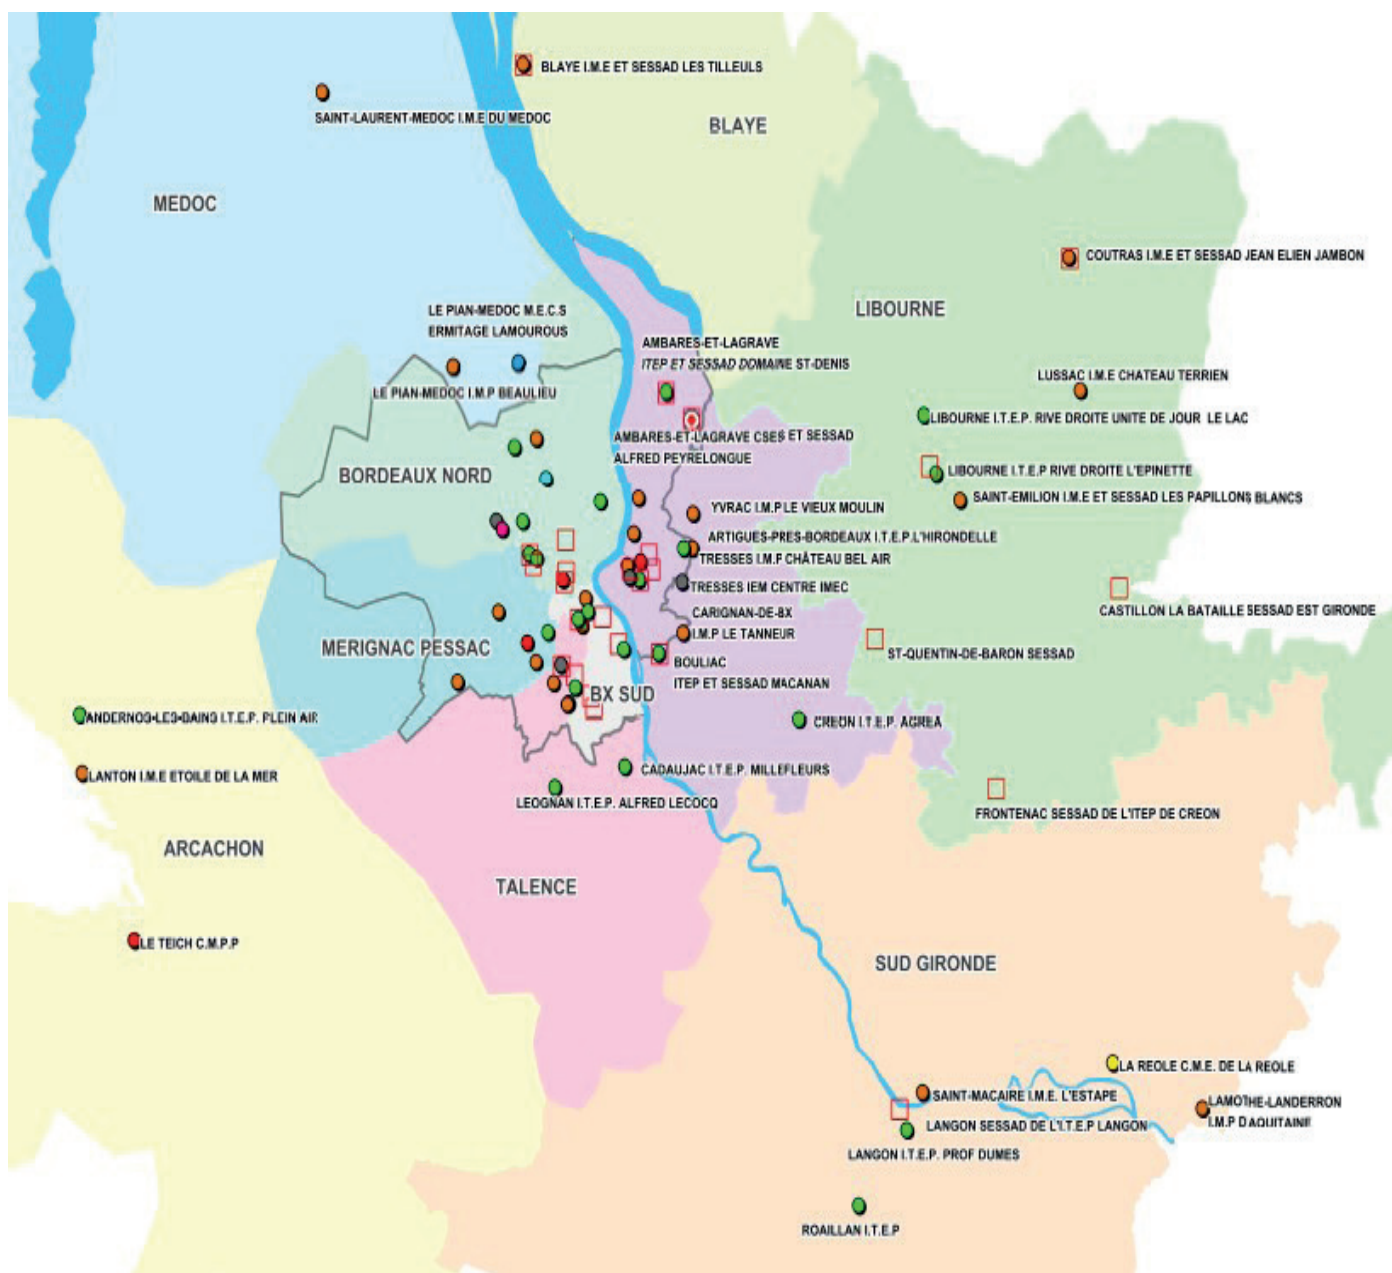 BLAYE I.M.E ET SESSAD LES TILLEULS
SAINT-LAURENT-MEDOC I.M.E DU MEDOC
BLAYE
MEDOC
COUTRAS I.M.E ET SESSAD JEAN ELIEN JAMBON
LIBOURNE
LE PIAN-MEDOC M.E.C.S
ERMITAGE LAMOUROUS
AMBARES-ET-LAGRAVE
ITEP ET SESSAD DOMAINE ST-DENIS
LE PIAN-MEDOC I.M.P BEAULIEU
LUSSAC I.M.E CHATEAU TERRIEN
LIBOURNE I.T.E.P. RIVE DROITE UNITE DE JOUR LE LAC
AMBARES-ET-LAGRAVE CSES ET SESSAD
ALFRED PEYRELONGUE
BORDEAUX NORD
LIBOURNE I.T.E.P RIVE DROITE L'EPINETTE
SAINT-EMILION I.M.E ET SESSAD LES PAPILLONS BLANCS
YVRAC I.M.P LE VIEUX MOULIN
ARTIGUES-PRES-BORDEAUX I.T.E.P.L'HIRONDELLE
TRESSES I.M.P CHÂTEAU BEL AIR
TRESSES IEM CENTRE IMEC
CARIGNAN-DE-BX
I.M.P LE TANNEUR
CASTILLON LA BATAILLE SESSAD EST GIRONDE
MERIGNAC PESSAC
ST-QUENTIN-DE-BARON SESSAD
BOULIAC
ITEP ET SESSAD MACANAN
BX SUD
ANDERNOS-LES-BAINS I.T.E.P. PLEIN AIR
CREON I.T.E.P. AGREA
LANTON I.M.E ETOILE DE LA MER
CADAUJAC I.T.E.P. MILLEFLEURS
LEOGNAN I.T.E.P. ALFRED LECOCQ
FRONTENAC SESSAD DE L'ITEP DE CREON
ARCACHON
TALENCE
LE TEICH C.M.P.P
SUD GIRONDE
LA REOLE C.M.E. DE LA REOLE
SAINT-MACAIRE I.M.E. L'ESTAPE
LAMOTHE-LANDERRON
I.M.P D'AQUITAINE
LANGON SESSAD DE L'I.T.E.P LANGON
LANGON I.T.E.P. PROF DUMES
ROAILLAN I.T.E.P